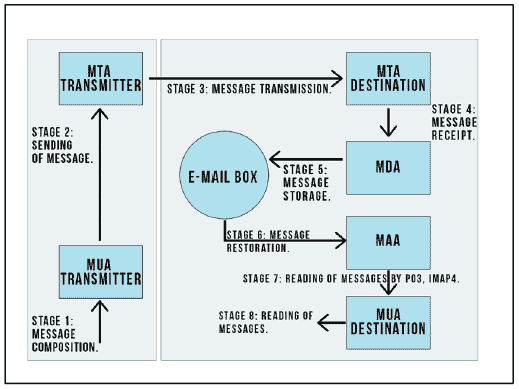 MTA
TRANSMITTER
STAGE 3: MESSAGE TRANSMISSION.
MTA
DESTINATION
STAGE 4:
MESSAGE
RECEIPT.
STAGE 2:
SENDING
OF MESSAGE.
E-MAIL BOX
STAGE 5:
MESSAGE
STORAGE.
MDA
STAGE 6: MESSAGE
RESTORATION.
MAA
STAGE 7: READING OF MESSAGES BY PO3, IMAP4.
MUA
TRANSMITTER
STAGE 1:
MESSAGE
COMPOSITION.
STAGE 8: READING OF
MESSAGES.
MUA
DESTINATION